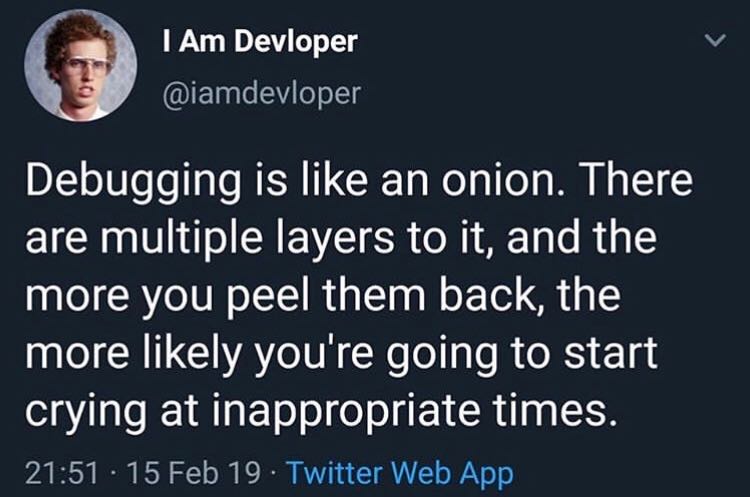 I Am Devloper
@iamdevloper
Debugging is like an onion. There
are multiple layers to it, and the
more you peel them back, the
more likely you're going to start
crying at inappropriate times.
21:51 · 15 Feb 19 · Twitter Web App